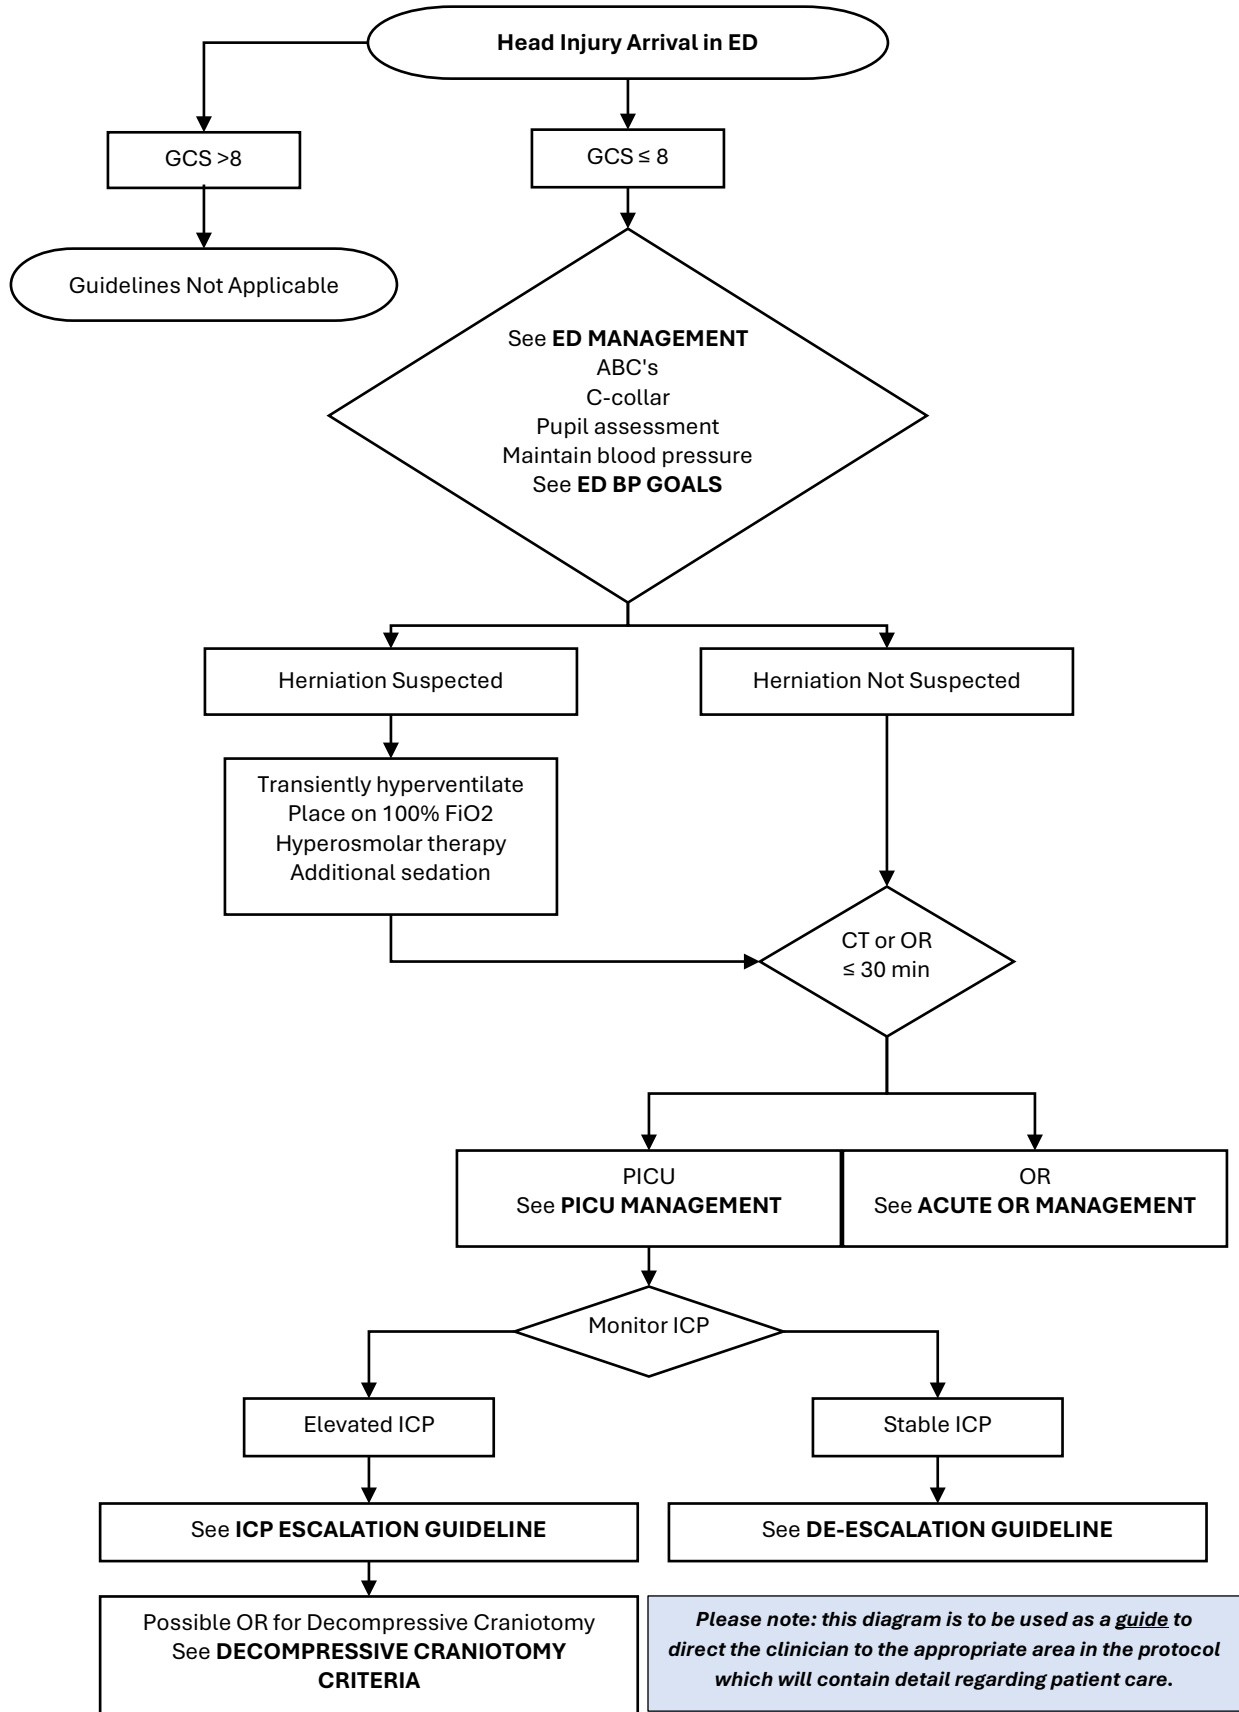 Head Injury Arrival in ED
GCS >8
GCS ≤ 8
Guidelines Not Applicable
See ED MANAGEMENT
ABC's
C-collar
Pupil assessment
Maintain blood pressure
See ED BP GOALS
Herniation Suspected
Herniation Not Suspected
Transiently hyperventilate
Place on 100% FiO2
Hyperosmolar therapy
Additional sedation
CT or OR
≤ 30 min
PICU
See PICU MANAGEMENT
OR
See ACUTE OR MANAGEMENT
Monitor ICP
Elevated ICP
Stable ICP
See ICP ESCALATION GUIDELINE
See DE-ESCALATION GUIDELINE
Possible OR for Decompressive Craniotomy
See DECOMPRESSIVE CRANIOTOMY
CRITERIA
Please note: this diagram is to be used as a guide to
direct the clinician to the appropriate area in the protocol
which will contain detail regarding patient care.